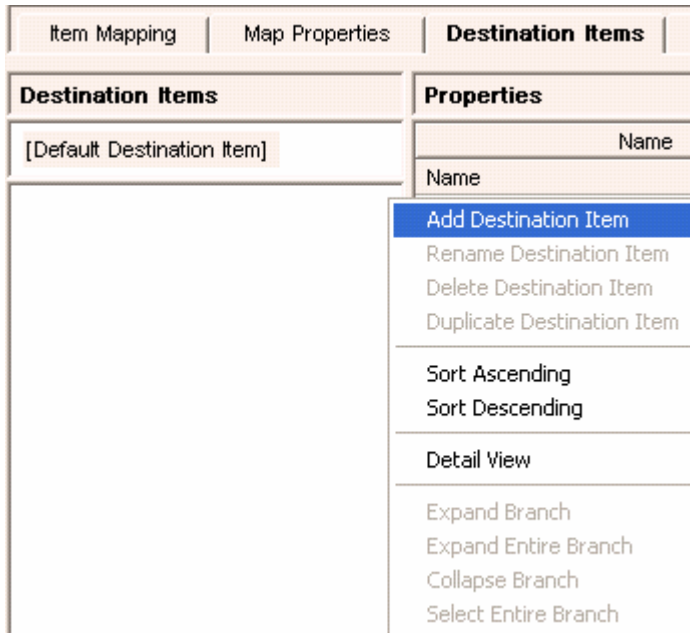 Item Mapping Map Properties Destination Items
Destination Items Properties
[Default Destination Item] Name
Name
Add Destination Item
Rename Destination Item
Delete Destination Item
Duplicate Destination Item
Sort Ascending
Sort Descending
Detail View
Expand Branch
Expand Entire Branch
Collapse Branch
Select Entire Branch